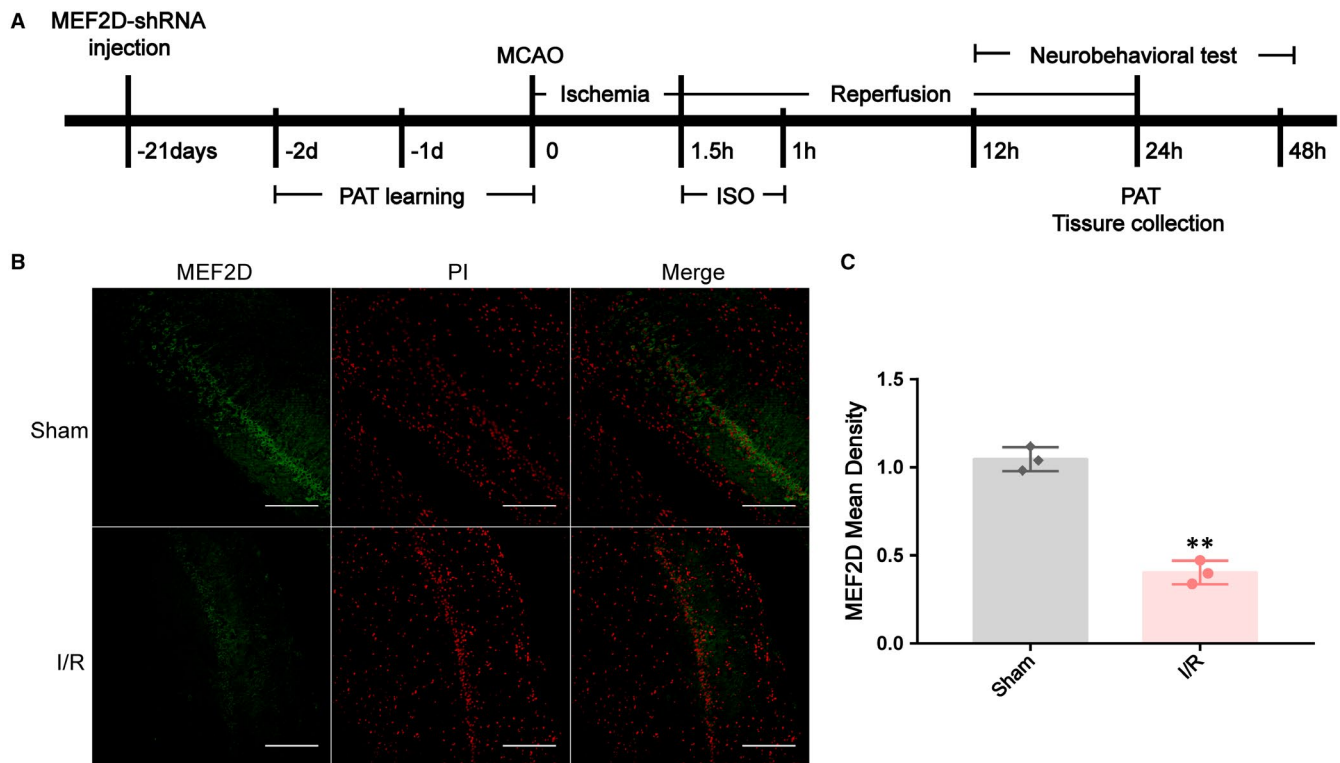 A
MEF2D-shRNA
injection
MCAO
Neurobehavioral test
Ischemia
Reperfusion
-21days
-2d
-1d
0
1.5h
1h
12h
24h
48h
PAT learning
ISO
PAT
Tissure collection
B
MEF2D
PI
Merge
Sham
I/R
C
MEF2D Mean Density
1.5
1.0
0.5
0.0
**
Sham
I/R